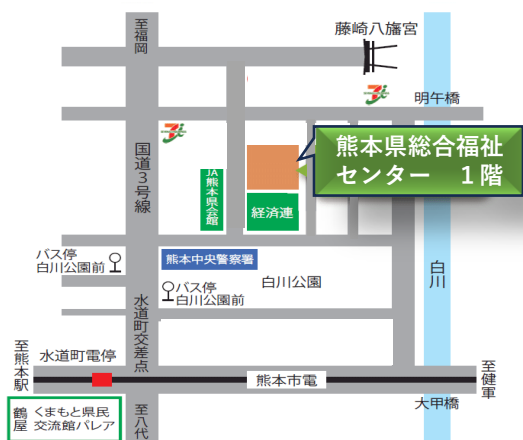 至福岡
藤崎八旛宮
明午橋
国道3号線
熊本県総合福祉
センター　1階
JA熊本県会館
経済連
バス停
白川公園前
熊本中央警察署
白川公園
白川
バス停
白川公園前
水道町交差点
至熊本駅
水道町電停
熊本市電
至健軍
大甲橋
鶴屋
くまもと県民
交流館パレア
至八代